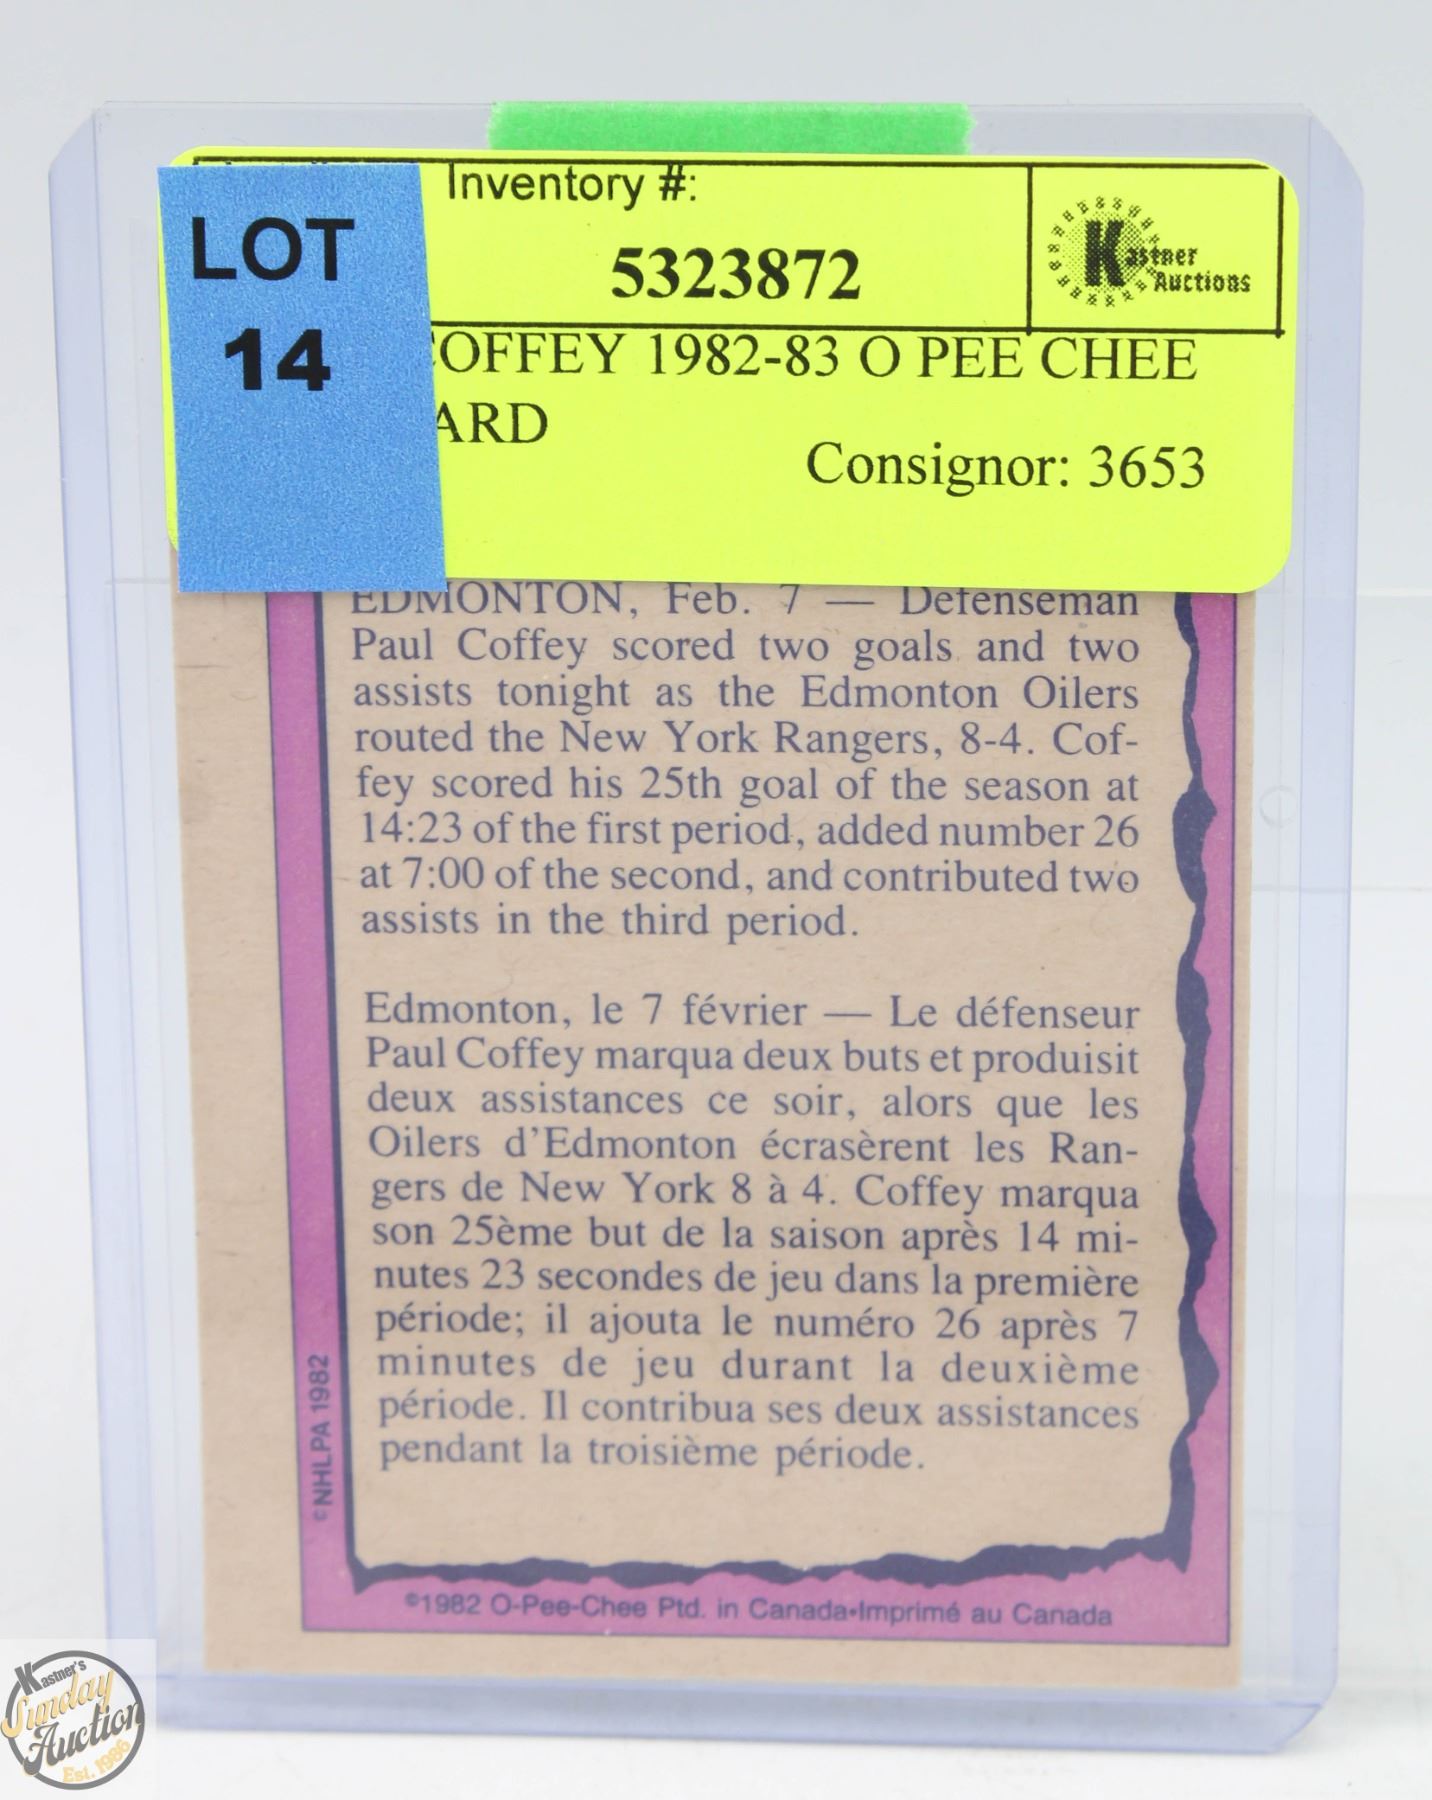 LOT
14
Inventory #:
5323872
Kastner
Auctions
OFFEY 1982-83 O PEE CHEE
ARD
Consignor: 3653
EDMONTON, Feb. 7 — Defenseman
Paul Coffey scored two goals and two
assists tonight as the Edmonton Oilers
routed the New York Rangers, 8-4. Cof-
fey scored his 25th goal of the season at
14:23 of the first period, added number 26
at 7:00 of the second, and contributed two
assists in the third period.
Edmonton, le 7 février — Le défenseur
Paul Coffey marqua deux buts et produisit
deux assistances ce soir, alors que les
Oilers d'Edmonton écrasèrent les Ran-
gers de New York 8 à 4. Coffey marqua
son 25ème but de la saison après 14 mi-
nutes 23 secondes de jeu dans la première
période; il ajouta le numéro 26 après 7
minutes de jeu durant la deuxième
période. Il contribua ses deux assistances
pendant la troisième période.
©NHLPA 1982
©1982 O-Pee-Chee Ptd. in Canada•Imprimé au Canada
Kastner's
Sunday
Auction
Est. 1986